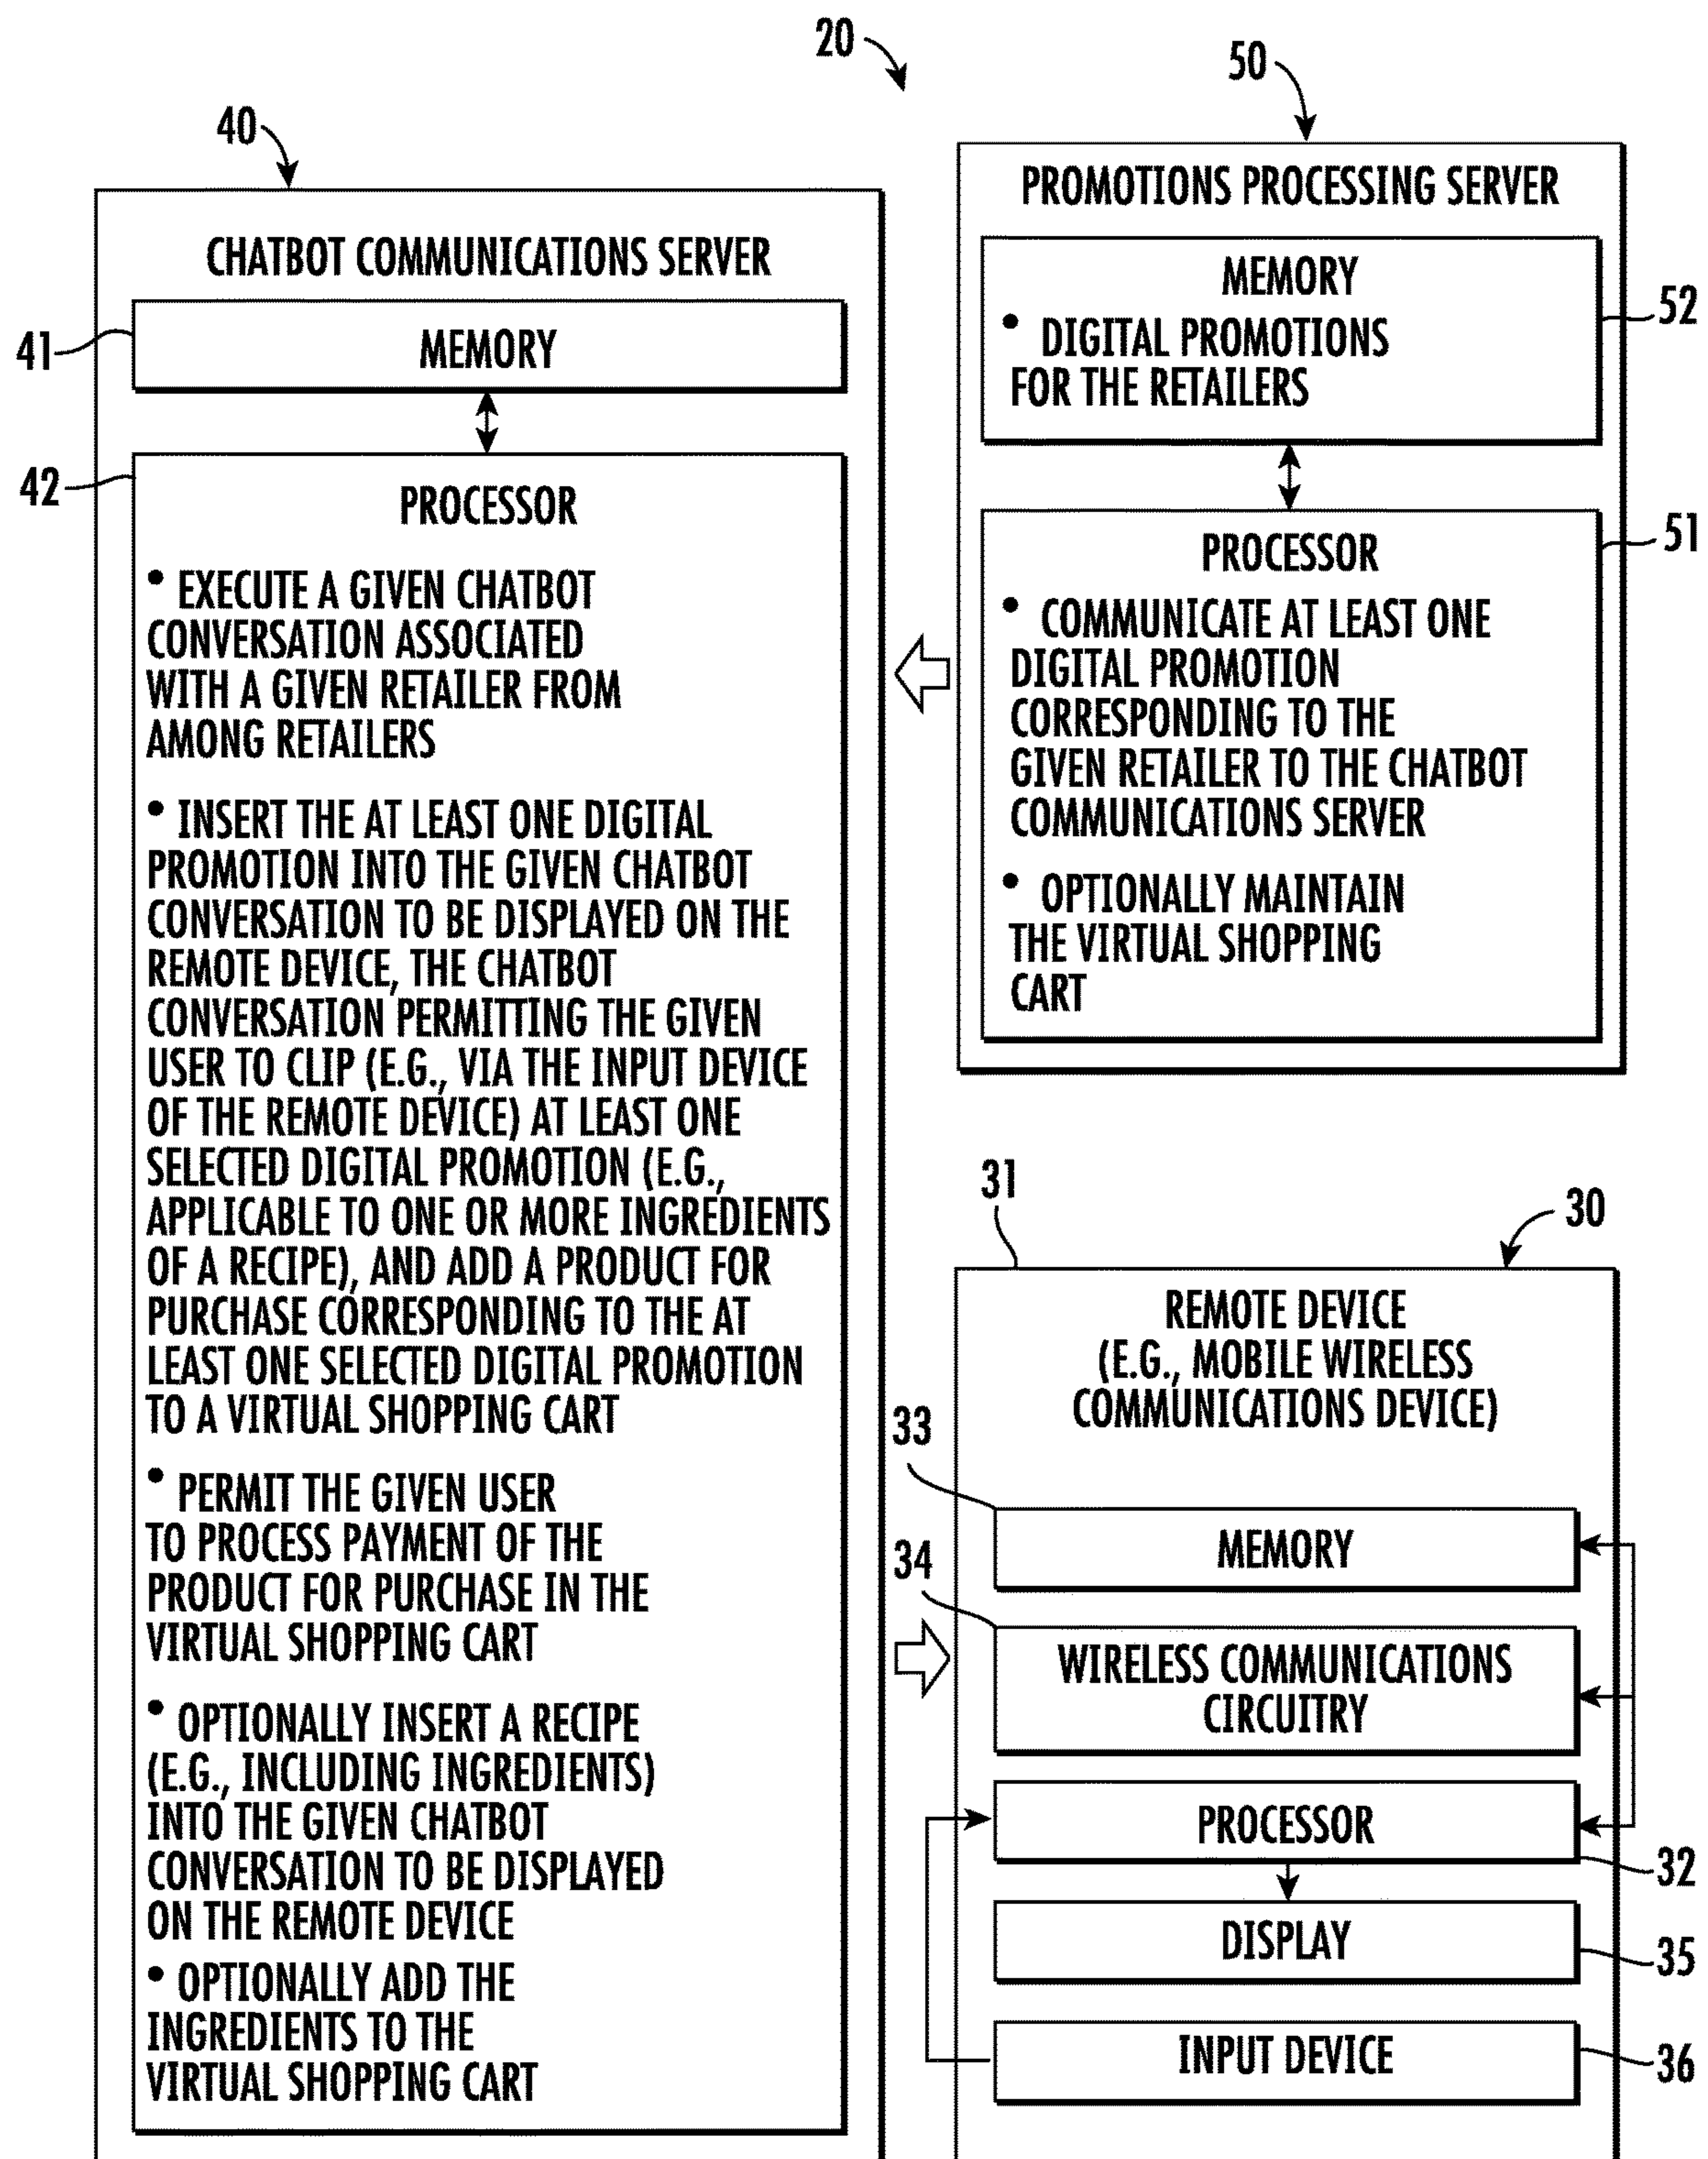 20
40
CHATBOT COMMUNICATIONS SERVER
41
MEMORY
42
PROCESSOR
• EXECUTE A GIVEN CHATBOT
CONVERSATION ASSOCIATED
WITH A GIVEN RETAILER FROM
AMONG RETAILERS
• INSERT THE AT LEAST ONE DIGITAL
PROMOTION INTO THE GIVEN CHATBOT
CONVERSATION TO BE DISPLAYED ON THE
REMOTE DEVICE, THE CHATBOT
CONVERSATION PERMITTING THE GIVEN
USER TO CLIP (E.G., VIA THE INPUT DEVICE
OF THE REMOTE DEVICE) AT LEAST ONE
SELECTED DIGITAL PROMOTION (E.G.,
APPLICABLE TO ONE OR MORE INGREDIENTS
OF A RECIPE), AND ADD A PRODUCT FOR
PURCHASE CORRESPONDING TO THE AT
LEAST ONE SELECTED DIGITAL PROMOTION
TO A VIRTUAL SHOPPING CART
• PERMIT THE GIVEN USER
TO PROCESS PAYMENT OF THE
PRODUCT FOR PURCHASE IN THE
VIRTUAL SHOPPING CART
• OPTIONALLY INSERT A RECIPE
(E.G., INCLUDING INGREDIENTS)
INTO THE GIVEN CHATBOT
CONVERSATION TO BE DISPLAYED
ON THE REMOTE DEVICE
• OPTIONALLY ADD THE
INGREDIENTS TO THE
VIRTUAL SHOPPING CART
50
PROMOTIONS PROCESSING SERVER
MEMORY
52
• DIGITAL PROMOTIONS
FOR THE RETAILERS
51
PROCESSOR
• COMMUNICATE AT LEAST ONE
DIGITAL PROMOTION
CORRESPONDING TO THE
GIVEN RETAILER TO THE CHATBOT
COMMUNICATIONS SERVER
• OPTIONALLY MAINTAIN
THE VIRTUAL SHOPPING
CART
31
30
REMOTE DEVICE
(E.G., MOBILE WIRELESS
COMMUNICATIONS DEVICE)
33
MEMORY
34
WIRELESS COMMUNICATIONS
CIRCUITRY
PROCESSOR
32
DISPLAY
35
INPUT DEVICE
36